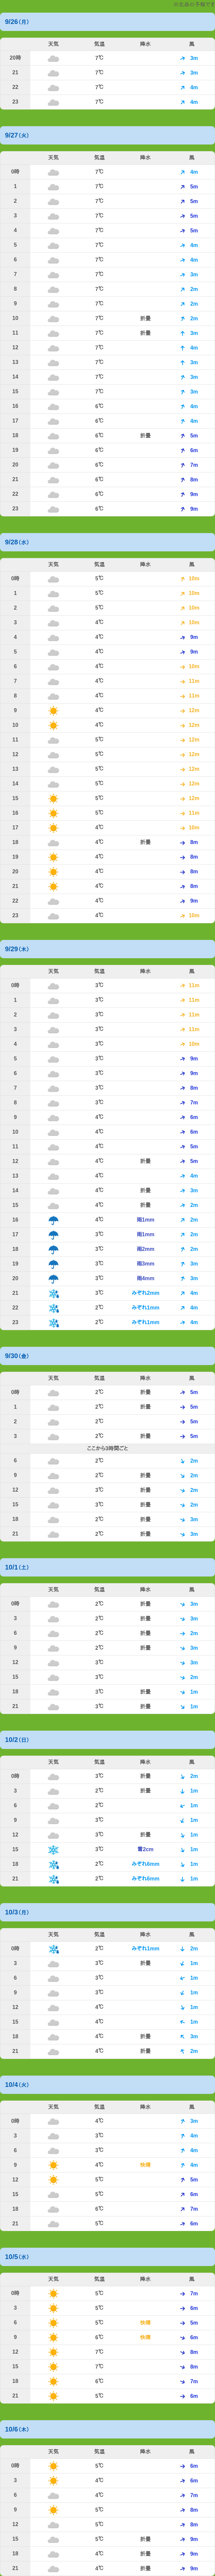 9/26(月)
天気 気温 降水 風
20時 7℃ 3m
21 7℃ 3m
22 7℃ 4m
23 7℃ 4m
9/27(火)
天気 気温 降水 風
0時 7℃ 4m
1 7℃ 5m
2 7℃ 5m
3 7℃ 5m
4 7℃ 5m
5 7℃ 4m
6 7℃ 4m
7 7℃ 3m
8 7℃ 2m
9 7℃ 2m
10 7℃ 折畳 2m
11 7℃ 折畳 3m
12 7℃ 4m
13 7℃ 3m
14 7℃ 3m
15 7℃ 3m
16 6℃ 4m
17 6℃ 4m
18 6℃ 折畳 5m
19 6℃ 6m
20 6℃ 7m
21 6℃ 8m
22 6℃ 9m
23 6℃ 9m
9/28(水)
天気 気温 降水 風
0時 5℃ 10m
1 5℃ 10m
2 5℃ 10m
3 4℃ 10m
4 4℃ 9m
5 4℃ 9m
6 4℃ 10m
7 4℃ 11m
8 4℃ 11m
9 4℃ 12m
10 4℃ 12m
11 5℃ 12m
12 5℃ 12m
13 5℃ 12m
14 5℃ 12m
15 5℃ 12m
16 5℃ 11m
17 4℃ 10m
18 4℃ 折畳 8m
19 4℃ 8m
20 4℃ 8m
21 4℃ 8m
22 4℃ 9m
23 4℃ 10m
9/29(木)
天気 気温 降水 風
0時 3℃ 11m
1 3℃ 11m
2 3℃ 11m
3 3℃ 11m
4 3℃ 10m
5 3℃ 9m
6 3℃ 9m
7 3℃ 8m
8 3℃ 7m
9 4℃ 6m
10 4℃ 6m
11 4℃ 5m
12 4℃ 折畳 5m
13 4℃ 4m
14 4℃ 折畳 3m
15 4℃ 折畳 2m
16 4℃ 雨1mm 2m
17 3℃ 雨1mm 2m
18 3℃ 雨2mm 2m
19 3℃ 雨3mm 3m
20 3℃ 雨4mm 3m
21 3℃ みぞれ2mm 4m
22 2℃ みぞれ1mm 4m
23 2℃ みぞれ1mm 4m
9/30(金)
天気 気温 降水 風
0時 2℃ 折畳 5m
1 2℃ 折畳 5m
2 2℃ 5m
3 2℃ 折畳 5m
ここから3時間ごと
6 2℃ 2m
9 2℃ 折畳 2m
12 3℃ 折畳 2m
15 3℃ 折畳 2m
18 2℃ 折畳 3m
21 2℃ 折畳 3m
10/1(土)
天気 気温 降水 風
0時 2℃ 折畳 3m
3 2℃ 折畳 3m
6 2℃ 折畳 2m
9 2℃ 折畳 3m
12 3℃ 3m
15 3℃ 2m
18 3℃ 折畳 1m
21 3℃ 折畳 1m
10/2(日)
天気 気温 降水 風
0時 3℃ 折畳 2m
3 2℃ 折畳 1m
6 2℃ 1m
9 3℃ 1m
12 3℃ 折畳 1m
15 3℃ 雪2cm 1m
18 2℃ みぞれ6mm 1m
21 2℃ みぞれ6mm 1m
10/3(月)
天気 気温 降水 風
0時 2℃ みぞれ1mm 2m
3 3℃ 折畳 1m
6 3℃ 1m
9 3℃ 1m
12 4℃ 1m
15 4℃ 1m
18 4℃ 折畳 3m
21 4℃ 折畳 2m
10/4(火)
天気 気温 降水 風
0時 4℃ 3m
3 3℃ 4m
6 3℃ 4m
9 4℃ 快晴 4m
12 5℃ 5m
15 5℃ 6m
18 6℃ 7m
21 5℃ 6m
10/5(水)
天気 気温 降水 風
0時 5℃ 7m
3 5℃ 6m
6 5℃ 快晴 5m
9 6℃ 快晴 6m
12 7℃ 8m
15 7℃ 8m
18 6℃ 7m
21 5℃ 6m
10/6(木)
天気 気温 降水 風
0時 5℃ 6m
3 4℃ 6m
6 4℃ 7m
9 5℃ 8m
12 5℃ 8m
15 5℃ 折畳 9m
18 4℃ 折畳 9m
21 4℃ 折畳 9m